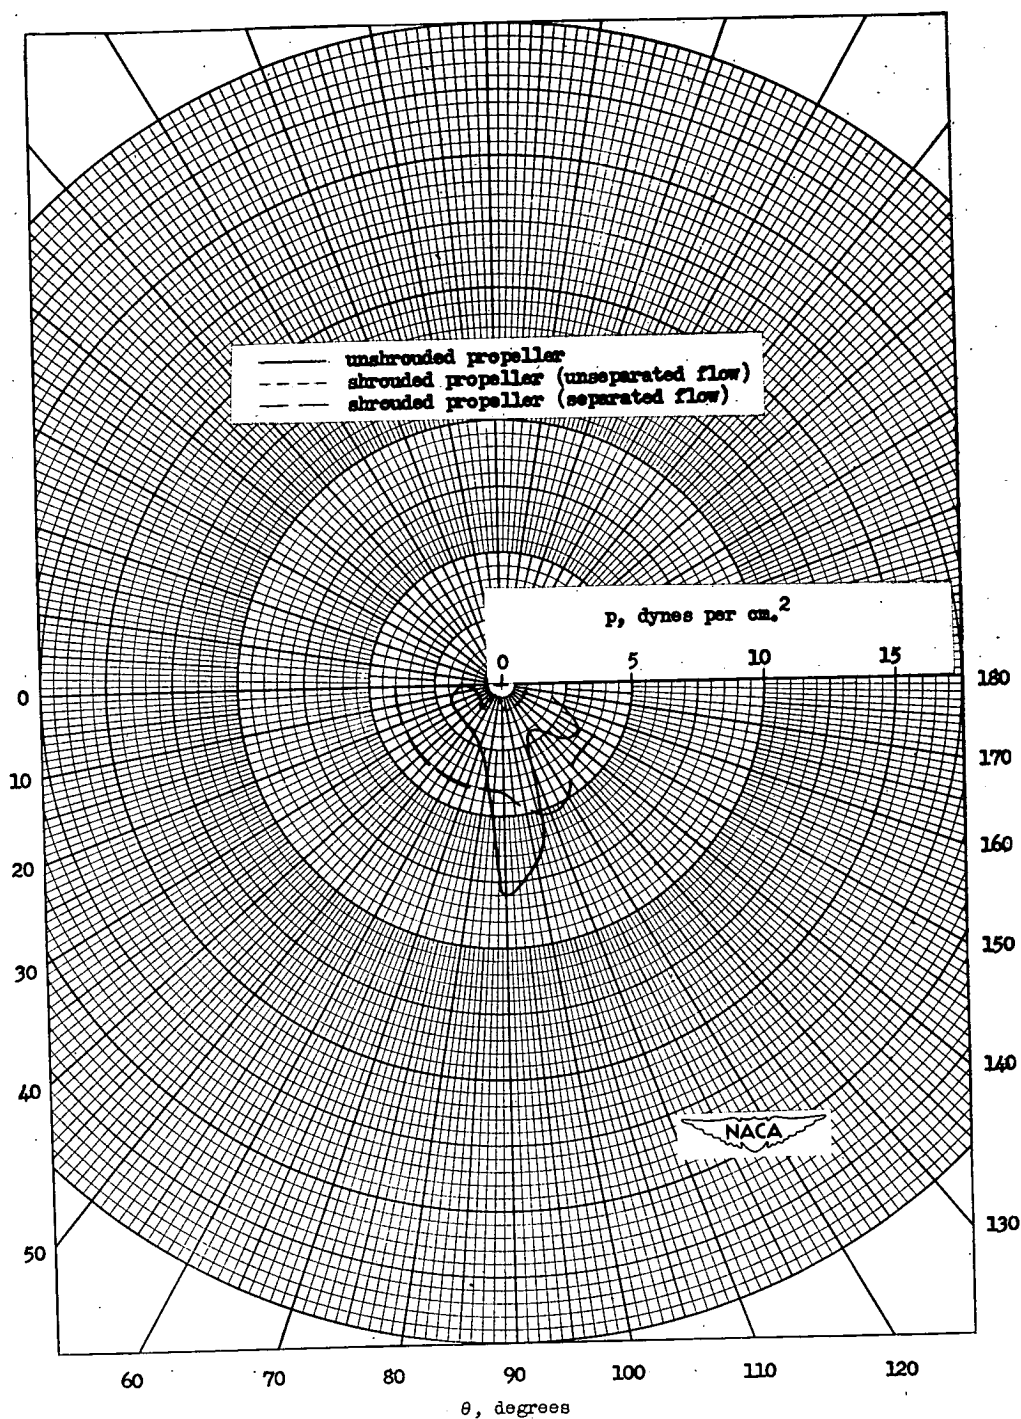 unshrouded propeller
shrouded propeller (unseparated flow)
shrouded propeller (separated flow)
p, dynes per cm.2
0 5 10 15
180
0
170
10
160
20
150
30
140
40
130
50
60 70 80 90 100 110 120
θ, degrees
NACA